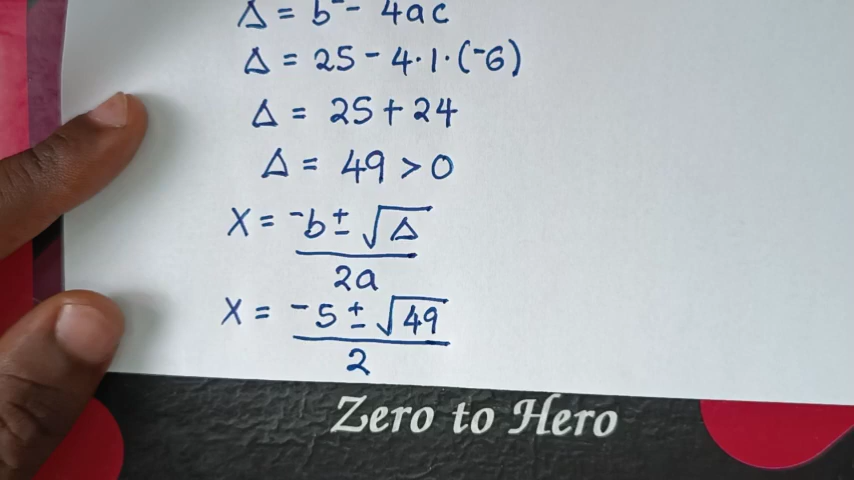 Δ = b² - 4ac
Δ = 25 - 4·1·(⁻6)
Δ = 25 + 24
Δ = 49 > 0
X = ⁻b ± √Δ / 2a
X = ⁻5 ± √49 / 2
Zero to Hero